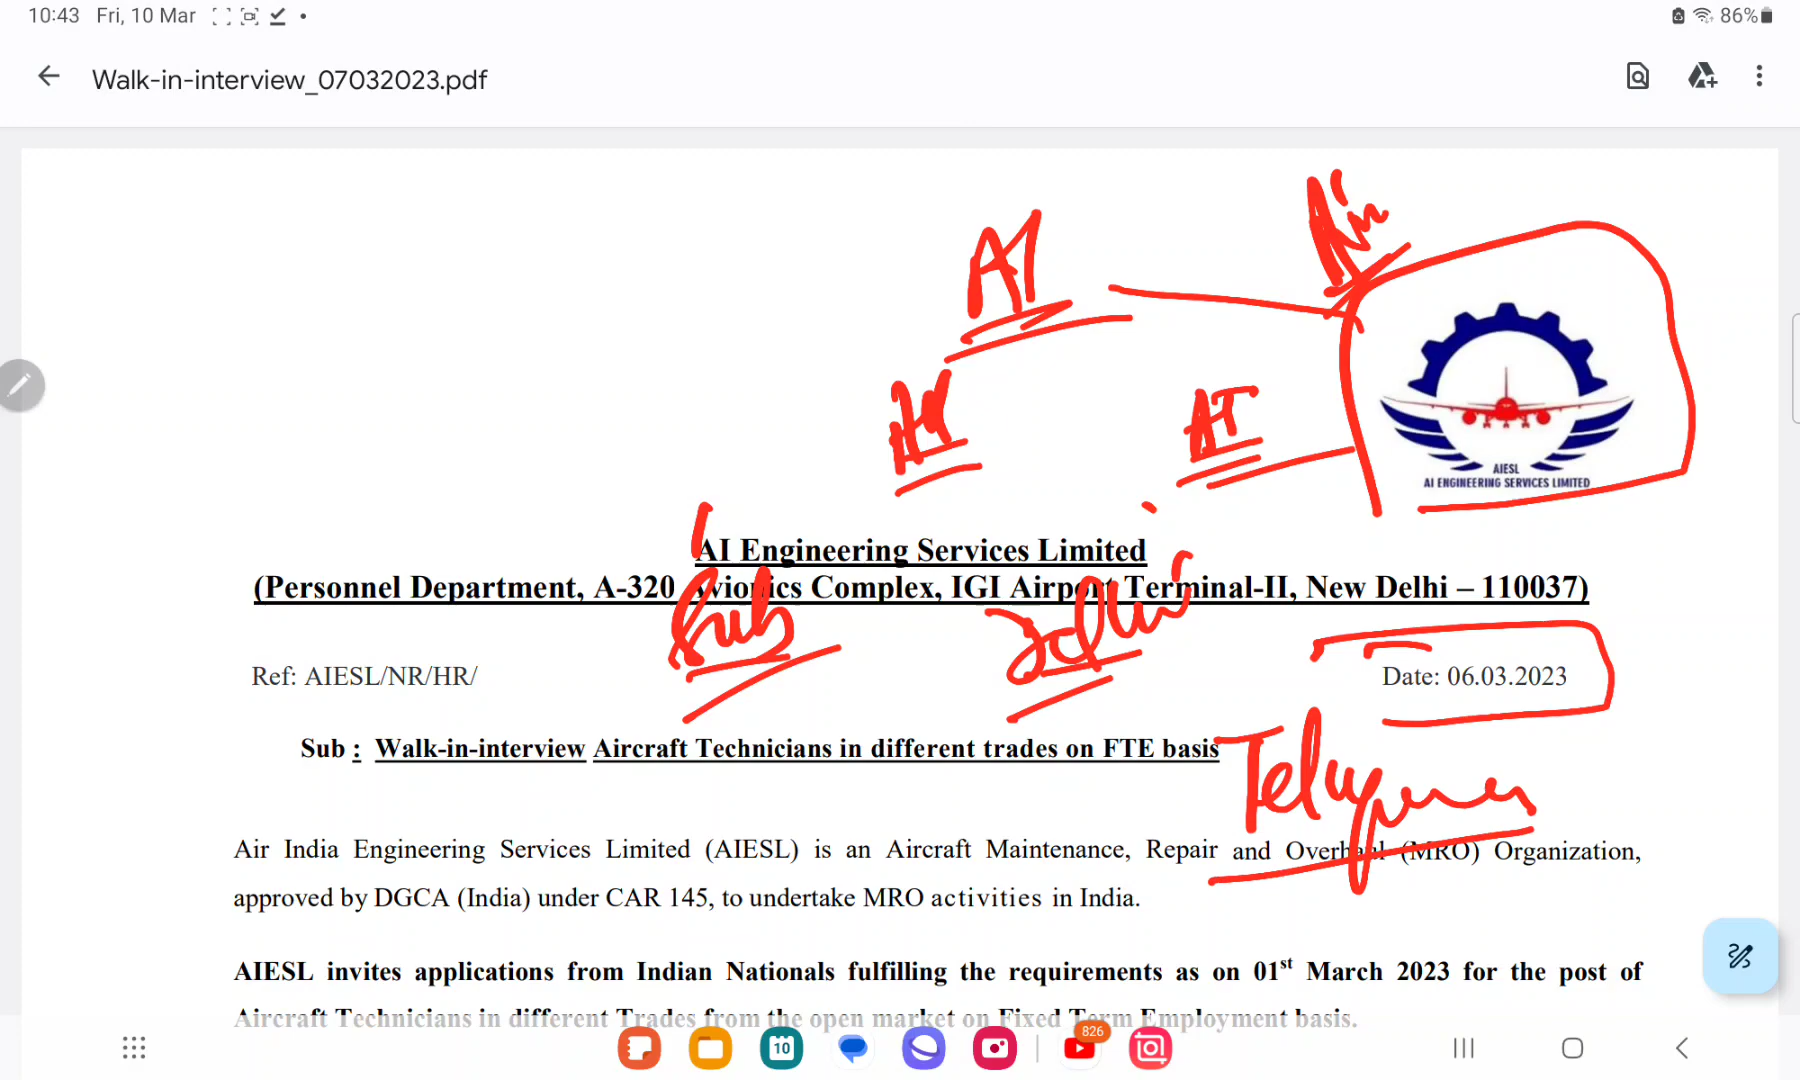 10:43 Fri, 10 Mar 86%
Walk-in-interview_07032023.pdf
Air
AI
AT
AIESL
AI ENGINEERING SERVICES LIMITED
AI Engineering Services Limited
(Personnel Department, A-320 Avionics Complex, IGI Airport Terminal-II, New Delhi – 110037)
Sub Delhi
Ref: AIESL/NR/HR/ Date: 06.03.2023
Sub : Walk-in-interview Aircraft Technicians in different trades on FTE basis
Air India Engineering Services Limited (AIESL) is an Aircraft Maintenance, Repair and Overhaul (MRO) Organization,
approved by DGCA (India) under CAR 145, to undertake MRO activities in India.
AIESL invites applications from Indian Nationals fulfilling the requirements as on 01st March 2023 for the post of
Aircraft Technicians in different Trades from the open market on Fixed Term Employment basis.
10 826